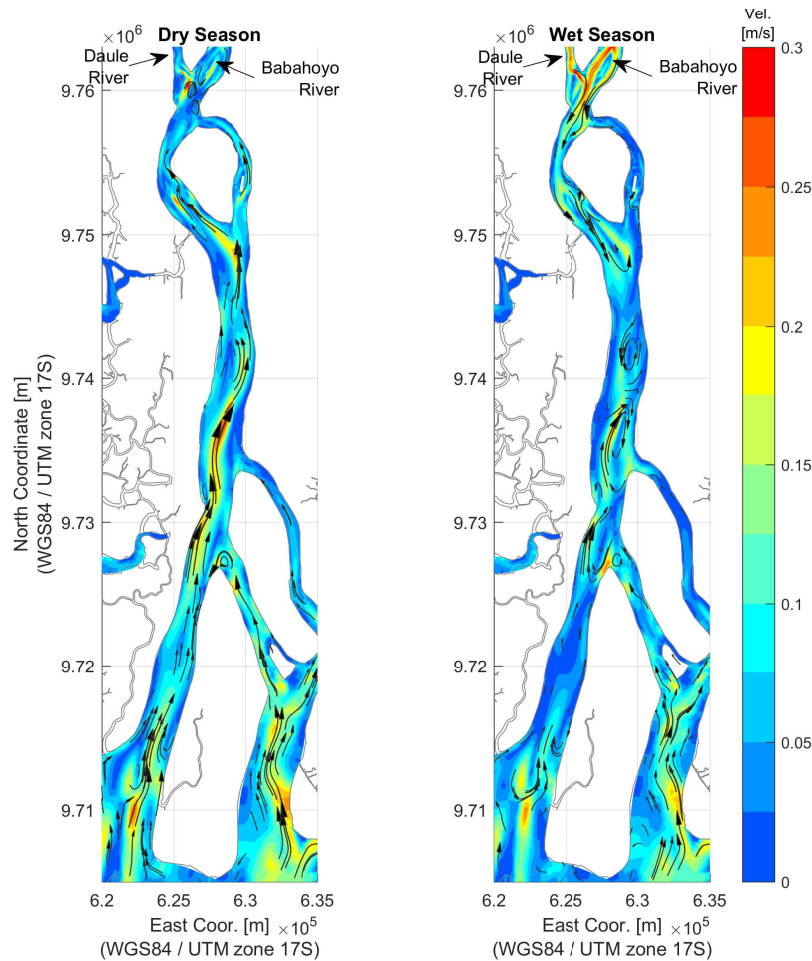 Vel.
[m/s]
×10⁶
Dry Season
×10⁶
Wet Season
0.3
Daule
River
Babahoyo
River
Daule
River
Babahoyo
River
9.76
9.76
0.25
9.75
9.75
0.2
9.74
9.74
North Coordinate [m]
(WGS84 / UTM zone 17S)
0.15
9.73
9.73
0.1
9.72
9.72
0.05
9.71
9.71
0
6.2
6.25
6.3
6.35
6.2
6.25
6.3
6.35
East Coor. [m] ×10⁵
(WGS84 / UTM zone 17S)
East Coor. [m] ×10⁵
(WGS84 / UTM zone 17S)